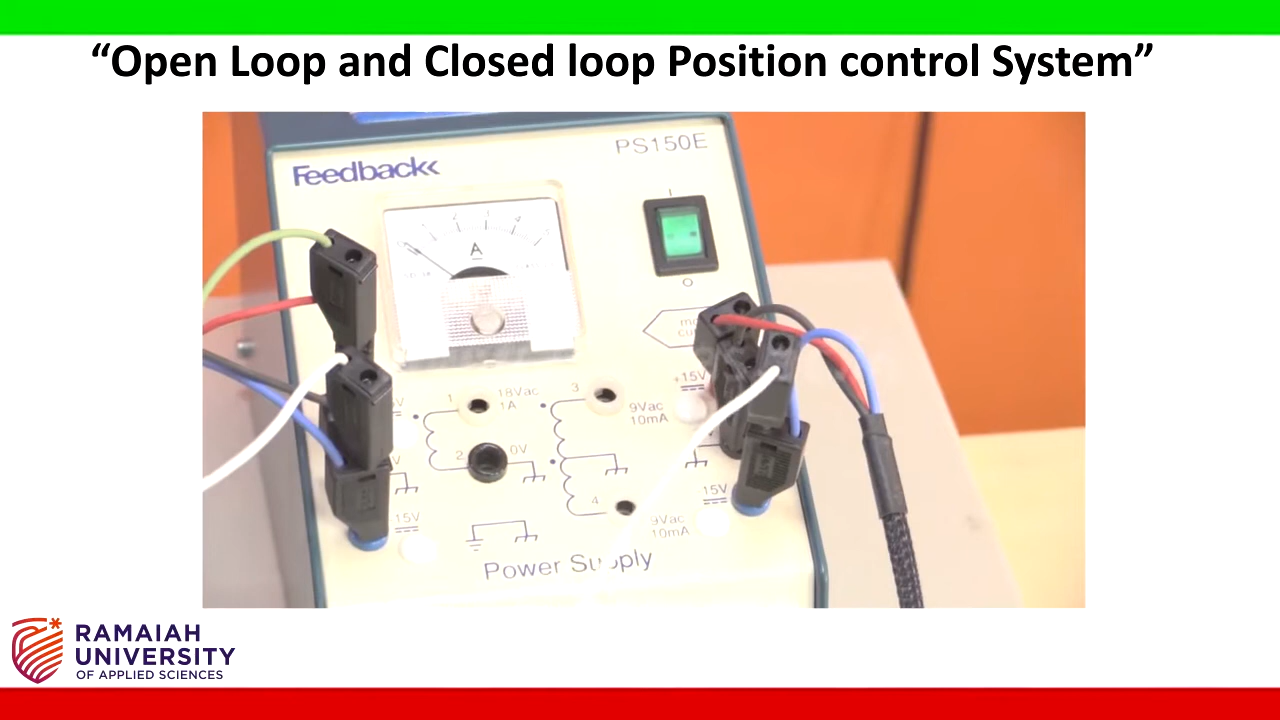 “Open Loop and Closed loop Position control System”
PS150E
Feedback
A
I
O
+15V
3
18Vac
1A
1
9Vac
10mA
2
0V
4
15V
15V
9Vac
10mA
Power Supply
RAMAIAH
UNIVERSITY
OF APPLIED SCIENCES